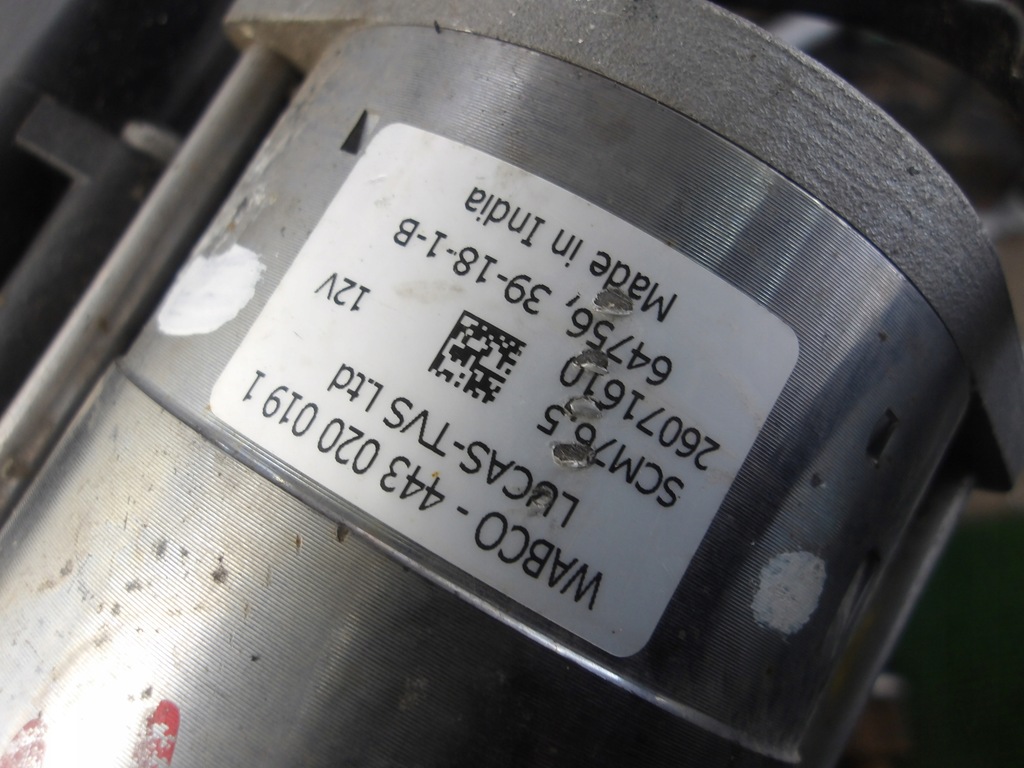 WABCO - 443 020 019 1
LUCAS-TVS Ltd
SCM76.5 12V
26071610
64756, 39-18-1-B
Made in India